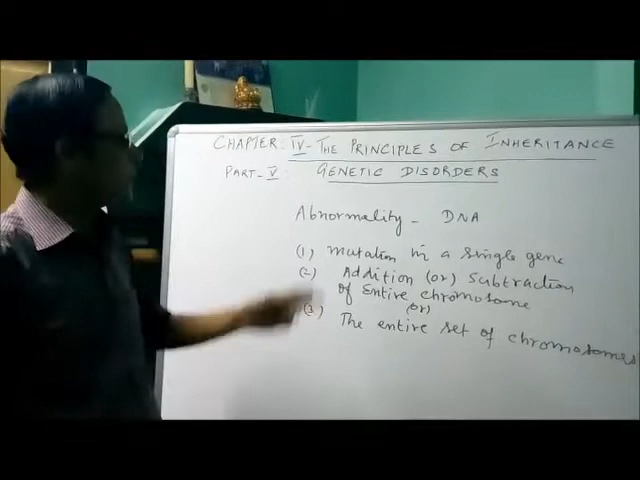 CHAPTER: IV - THE PRINCIPLES OF INHERITANCE
PART - V : GENETIC DISORDERS
Abnormality - DNA
(1) mutation in a single gene
(2) Addition (or) Subtraction
of Entire chromosome
(or)
(3) The entire set of chromosomes